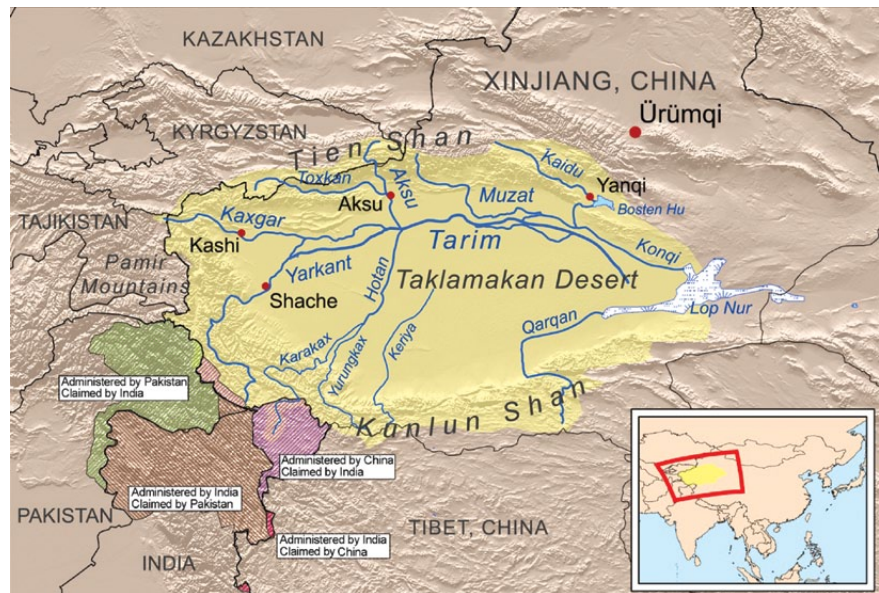 KAZAKHSTAN
XINJIANG, CHINA
Ürümqi
KYRGYZSTAN
Tien Shan
Kaidu
Toxkan
Aksu
Muzat
Yanqi
Aksu
Bosten Hu
TAJIKISTAN
Kaxgar
Kashi
Tarim
Konqi
Pamir
Mountains
Yarkant
Hotan
Taklamakan Desert
Shache
Lop Nur
Qarqan
Karakax
Yurungkax
Keriya
Kunlun Shan
Administered by Pakistan
Claimed by India
Administered by China
Claimed by India
Administered by India
Claimed by Pakistan
PAKISTAN
TIBET, CHINA
Administered by India
Claimed by China
INDIA